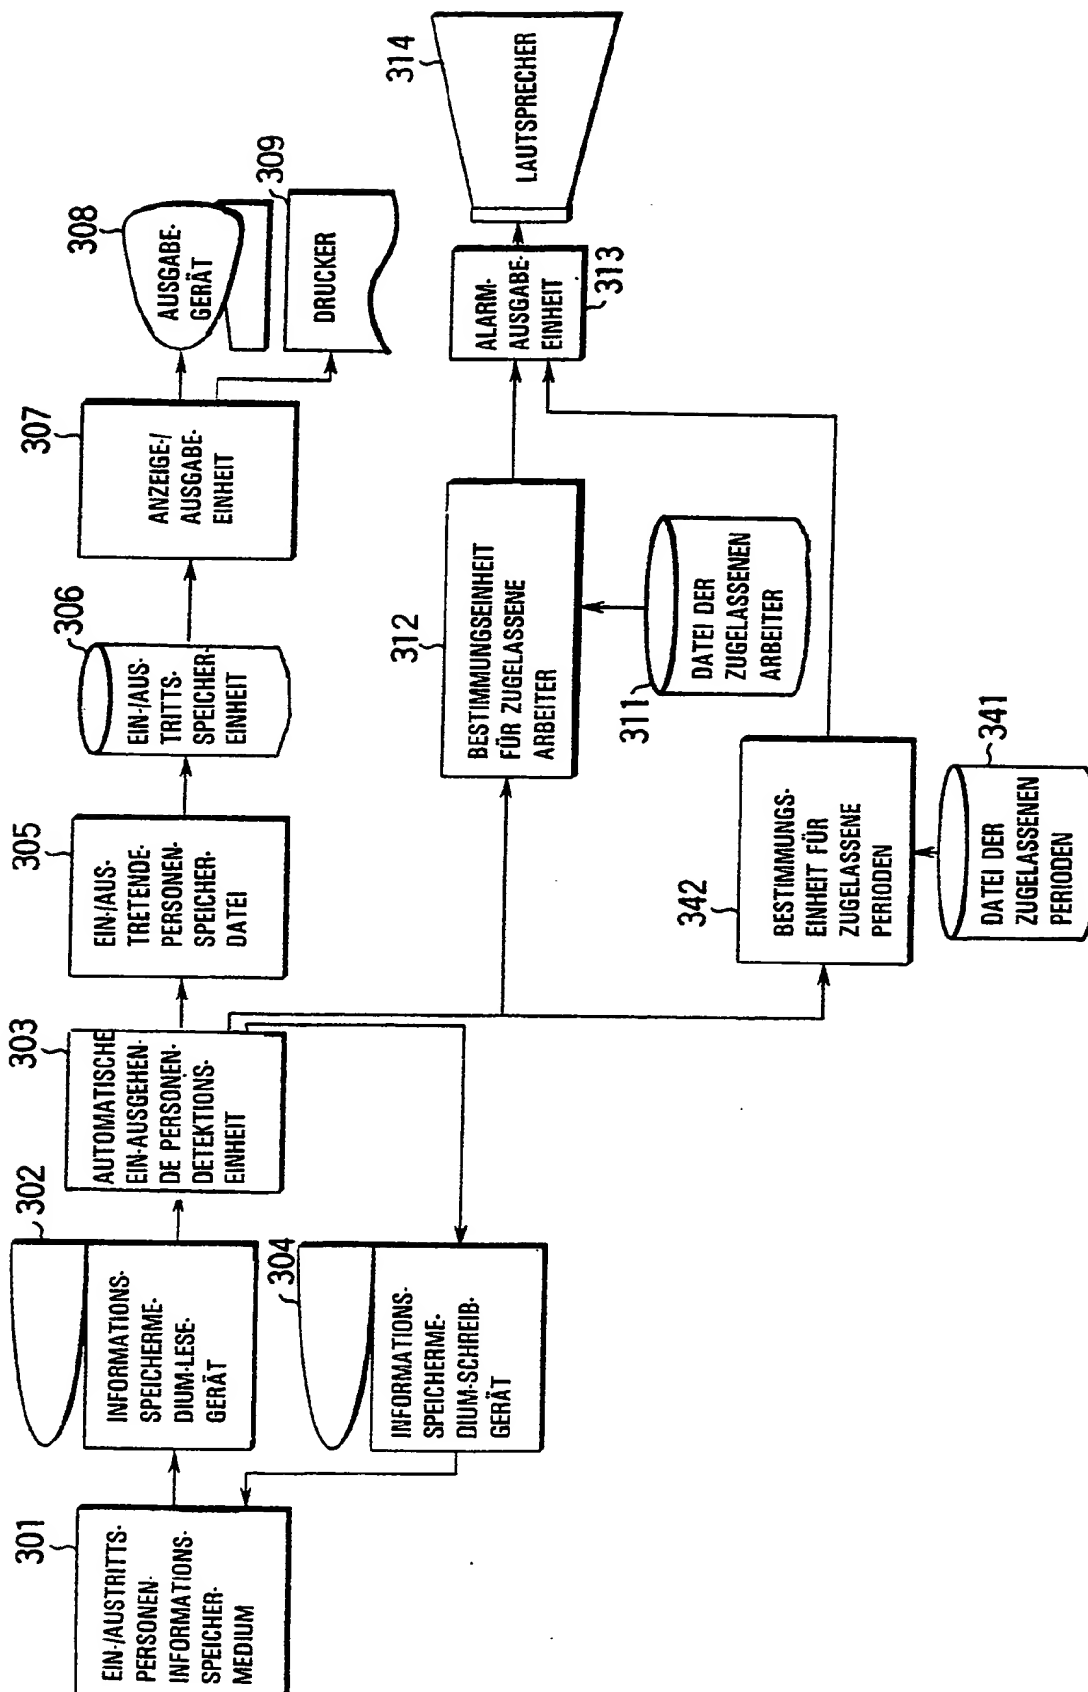 301
EIN-/AUSTRITTS-
PERSONEN-
INFORMATIONS-
SPEICHER-
MEDIUM
302
INFORMATIONS-
SPEICHERME-
DIUM-LESE-
GERÄT
303
AUTOMATISCHE
EIN-AUSGEHEN-
DE PERSONEN-
DETEKTIONS-
EINHEIT
304
INFORMATIONS-
SPEICHERME-
DIUM-SCHREIB-
GERÄT
305
EIN-/AUS-
TRETENDE-
PERSONEN-
SPEICHER-
DATEI
306
EIN-/AUS-
TRITTS-
SPEICHER-
EINHEIT
307
ANZEIGE-/
AUSGABE-
EINHEIT
308
AUSGABE-
GERÄT
309
DRUCKER
312
BESTIMMUNGSEINHEIT
FÜR ZUGELASSENE
ARBEITER
311
DATEI DER
ZUGELASSENEN
ARBEITER
313
ALARM-
AUSGABE-
EINHEIT
314
LAUTSPRECHER
342
BESTIMMUNGS-
EINHEIT FÜR
ZUGELASSENE
PERIODEN
341
DATEI DER
ZUGELASSENEN
PERIODEN